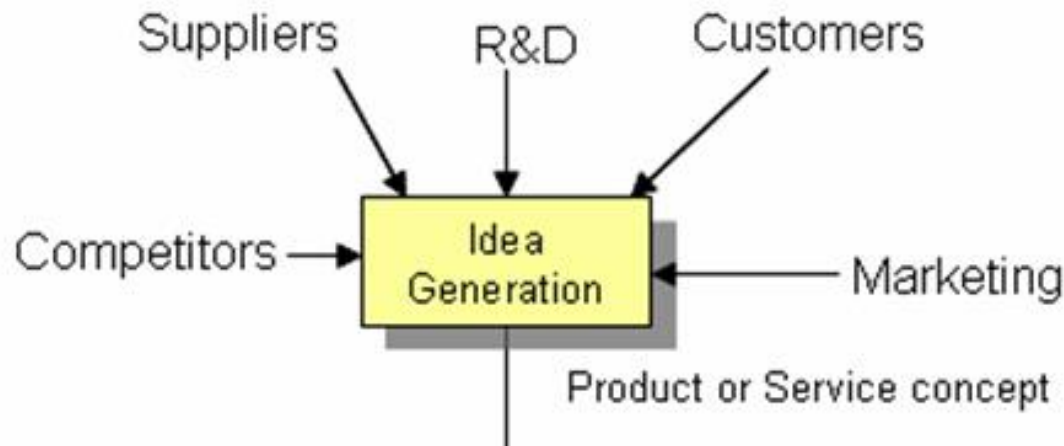 Suppliers
R&D
Customers
Competitors
Idea
Generation
Marketing
Product or Service concept